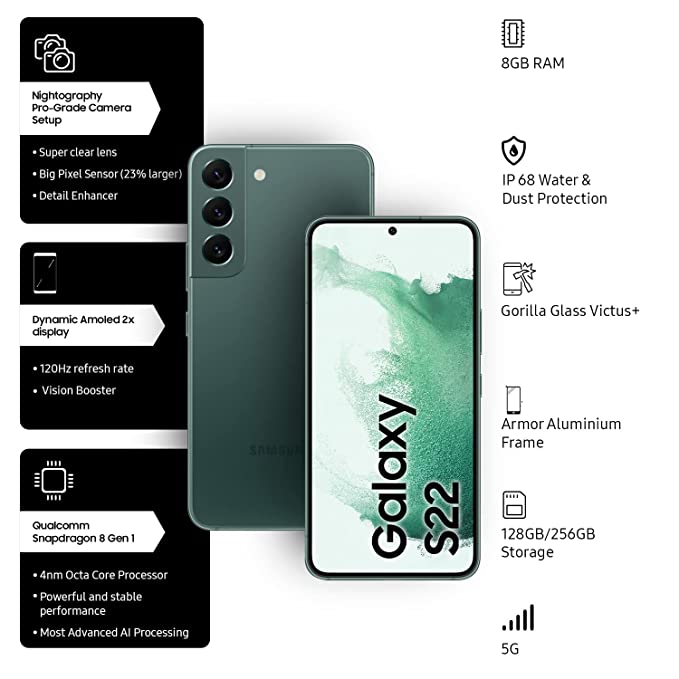 Nightography
Pro-Grade Camera
Setup
• Super clear lens
• Big Pixel Sensor (23% larger)
• Detail Enhancer
Dynamic Amoled 2x
display
• 120Hz refresh rate
• Vision Booster
Qualcomm
Snapdragon 8 Gen 1
• 4nm Octa Core Processor
• Powerful and stable
performance
• Most Advanced AI Processing
SAMSUN
Galaxy
S22
8GB RAM
IP 68 Water &
Dust Protection
Gorilla Glass Victus+
Armor Aluminium
Frame
128GB/256GB
Storage
5G